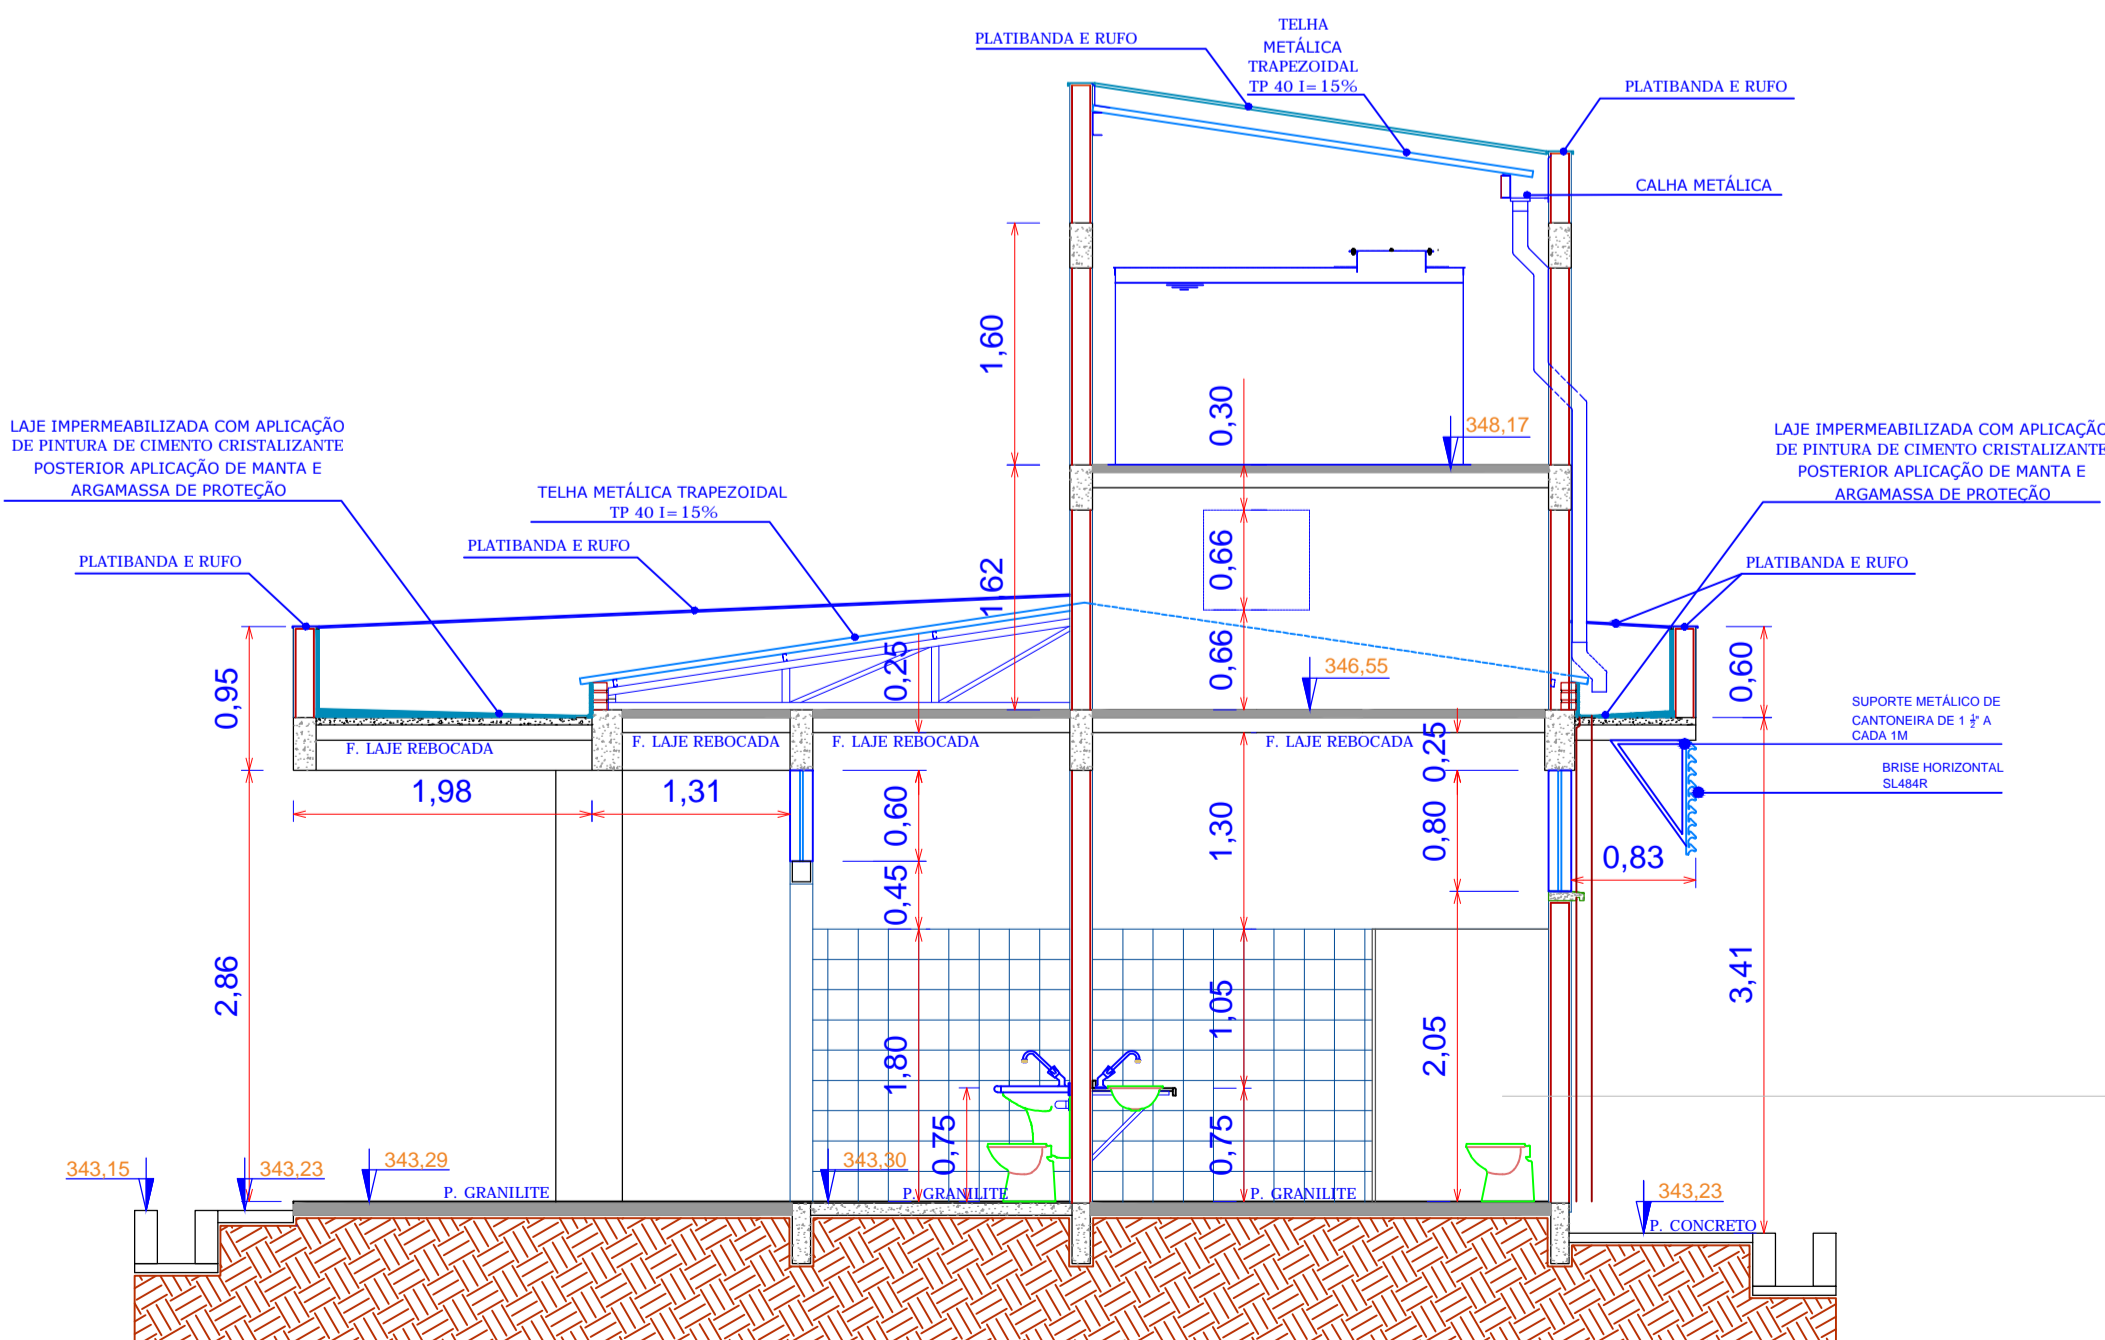 PLATIBANDA E RUFO
TELHA
METÁLICA
TRAPEZOIDAL
TP 40 I=15%
PLATIBANDA E RUFO
CALHA METÁLICA
1,60
0,30
348,17
LAJE IMPERMEABILIZADA COM APLICAÇÃO
DE PINTURA DE CIMENTO CRISTALIZANTE
POSTERIOR APLICAÇÃO DE MANTA E
ARGAMASSA DE PROTEÇÃO
LAJE IMPERMEABILIZADA COM APLICAÇÃO
DE PINTURA DE CIMENTO CRISTALIZANTE
POSTERIOR APLICAÇÃO DE MANTA E
ARGAMASSA DE PROTEÇÃO
TELHA METÁLICA TRAPEZOIDAL
TP 40 I=15%
PLATIBANDA E RUFO
PLATIBANDA E RUFO
PLATIBANDA E RUFO
1,62
0,66
0,66
346,55
0,95
0,25
0,25
0,60
SUPORTE METÁLICO DE
CANTONEIRA DE 1 ½" A
CADA 1M
BRISE HORIZONTAL
SL484R
F. LAJE REBOCADA
F. LAJE REBOCADA
F. LAJE REBOCADA
F. LAJE REBOCADA
1,98
1,31
0,60
1,30
0,80
0,83
0,45
2,86
1,80
1,05
2,05
3,41
0,75
0,75
343,15
343,23
343,29
343,30
343,23
P. GRANILITE
P. GRANILITE
P. GRANILITE
P. CONCRETO